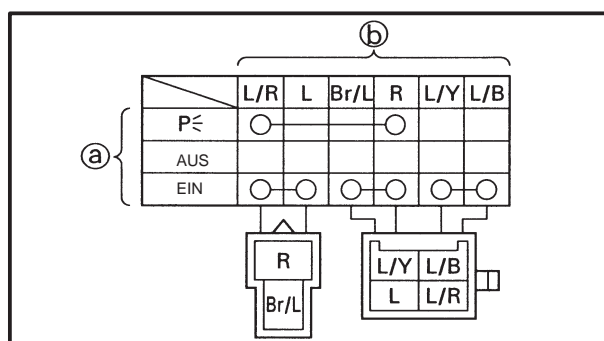 ⓑ
L/R L Br/L R L/Y L/B
P
AUS
ⓐ
EIN
R
Br/L
L/Y L/B
L L/R